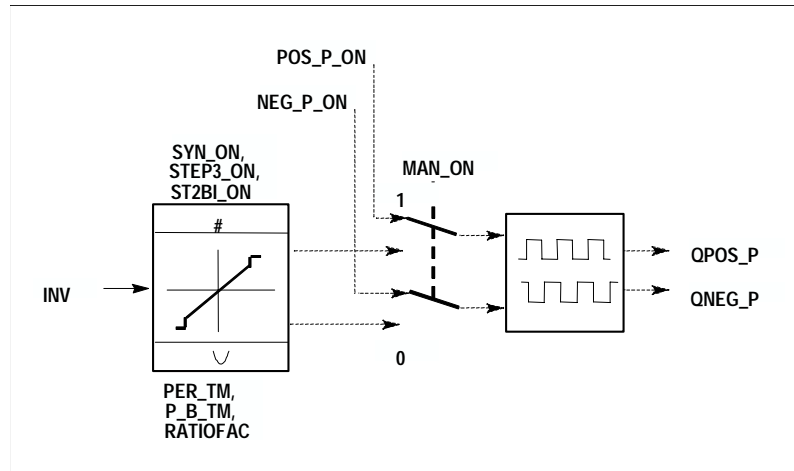 POS_P_ON
NEG_P_ON
SYN_ON,
STEP3_ON,
ST2BI_ON
MAN_ON
1
#
QPOS_P
INV
QNEG_P
0
PER_TM,
P_B_TM,
RATIOFAC